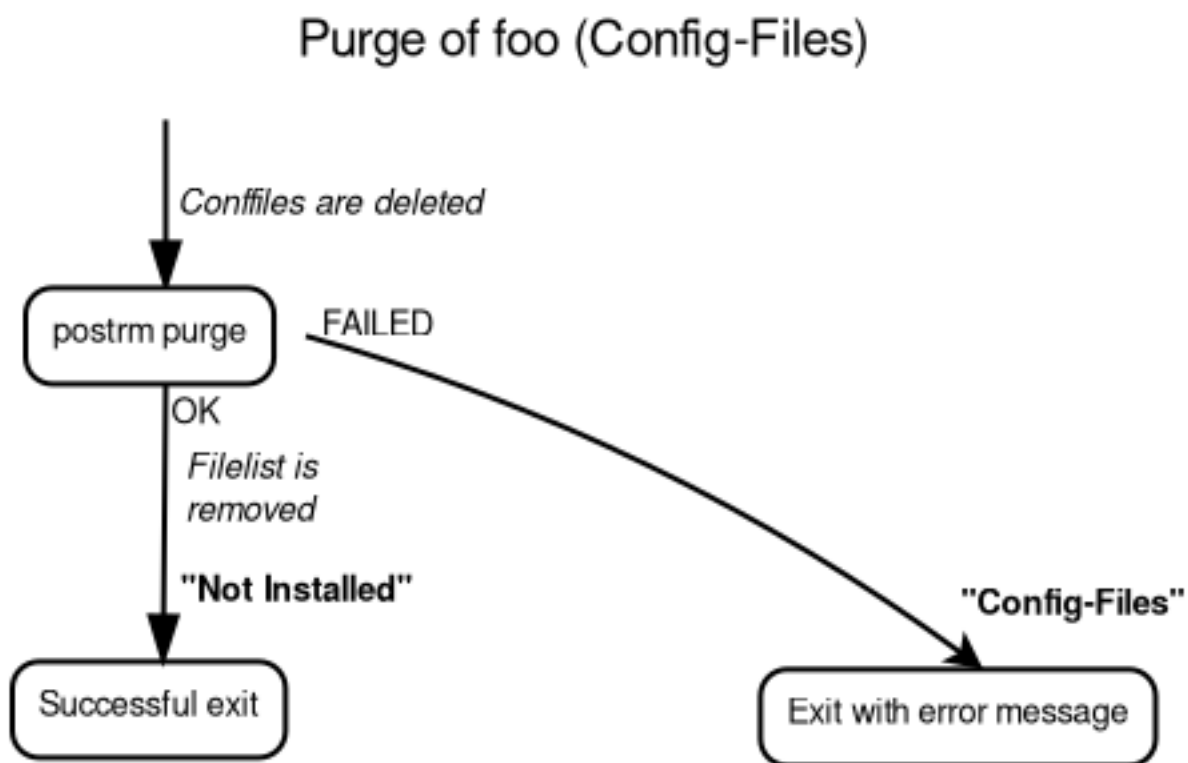 Purge of foo (Config-Files)
Conffiles are deleted
postrm purge
FAILED
OK
Filelist is
removed
"Not Installed"
"Config-Files"
Successful exit
Exit with error message